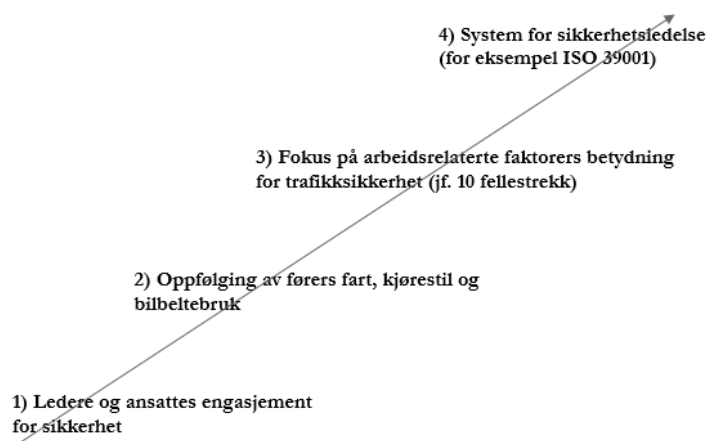 4) System for sikkerhetsledelse
(for eksempel ISO 39001)
3) Fokus på arbeidsrelaterte faktorers betydning
for trafikksikkerhet (jf. 10 fellestrekk)
2) Oppfølging av førers fart, kjørestil og
bilbeltebruk
1) Ledere og ansattes engasjement
for sikkerhet